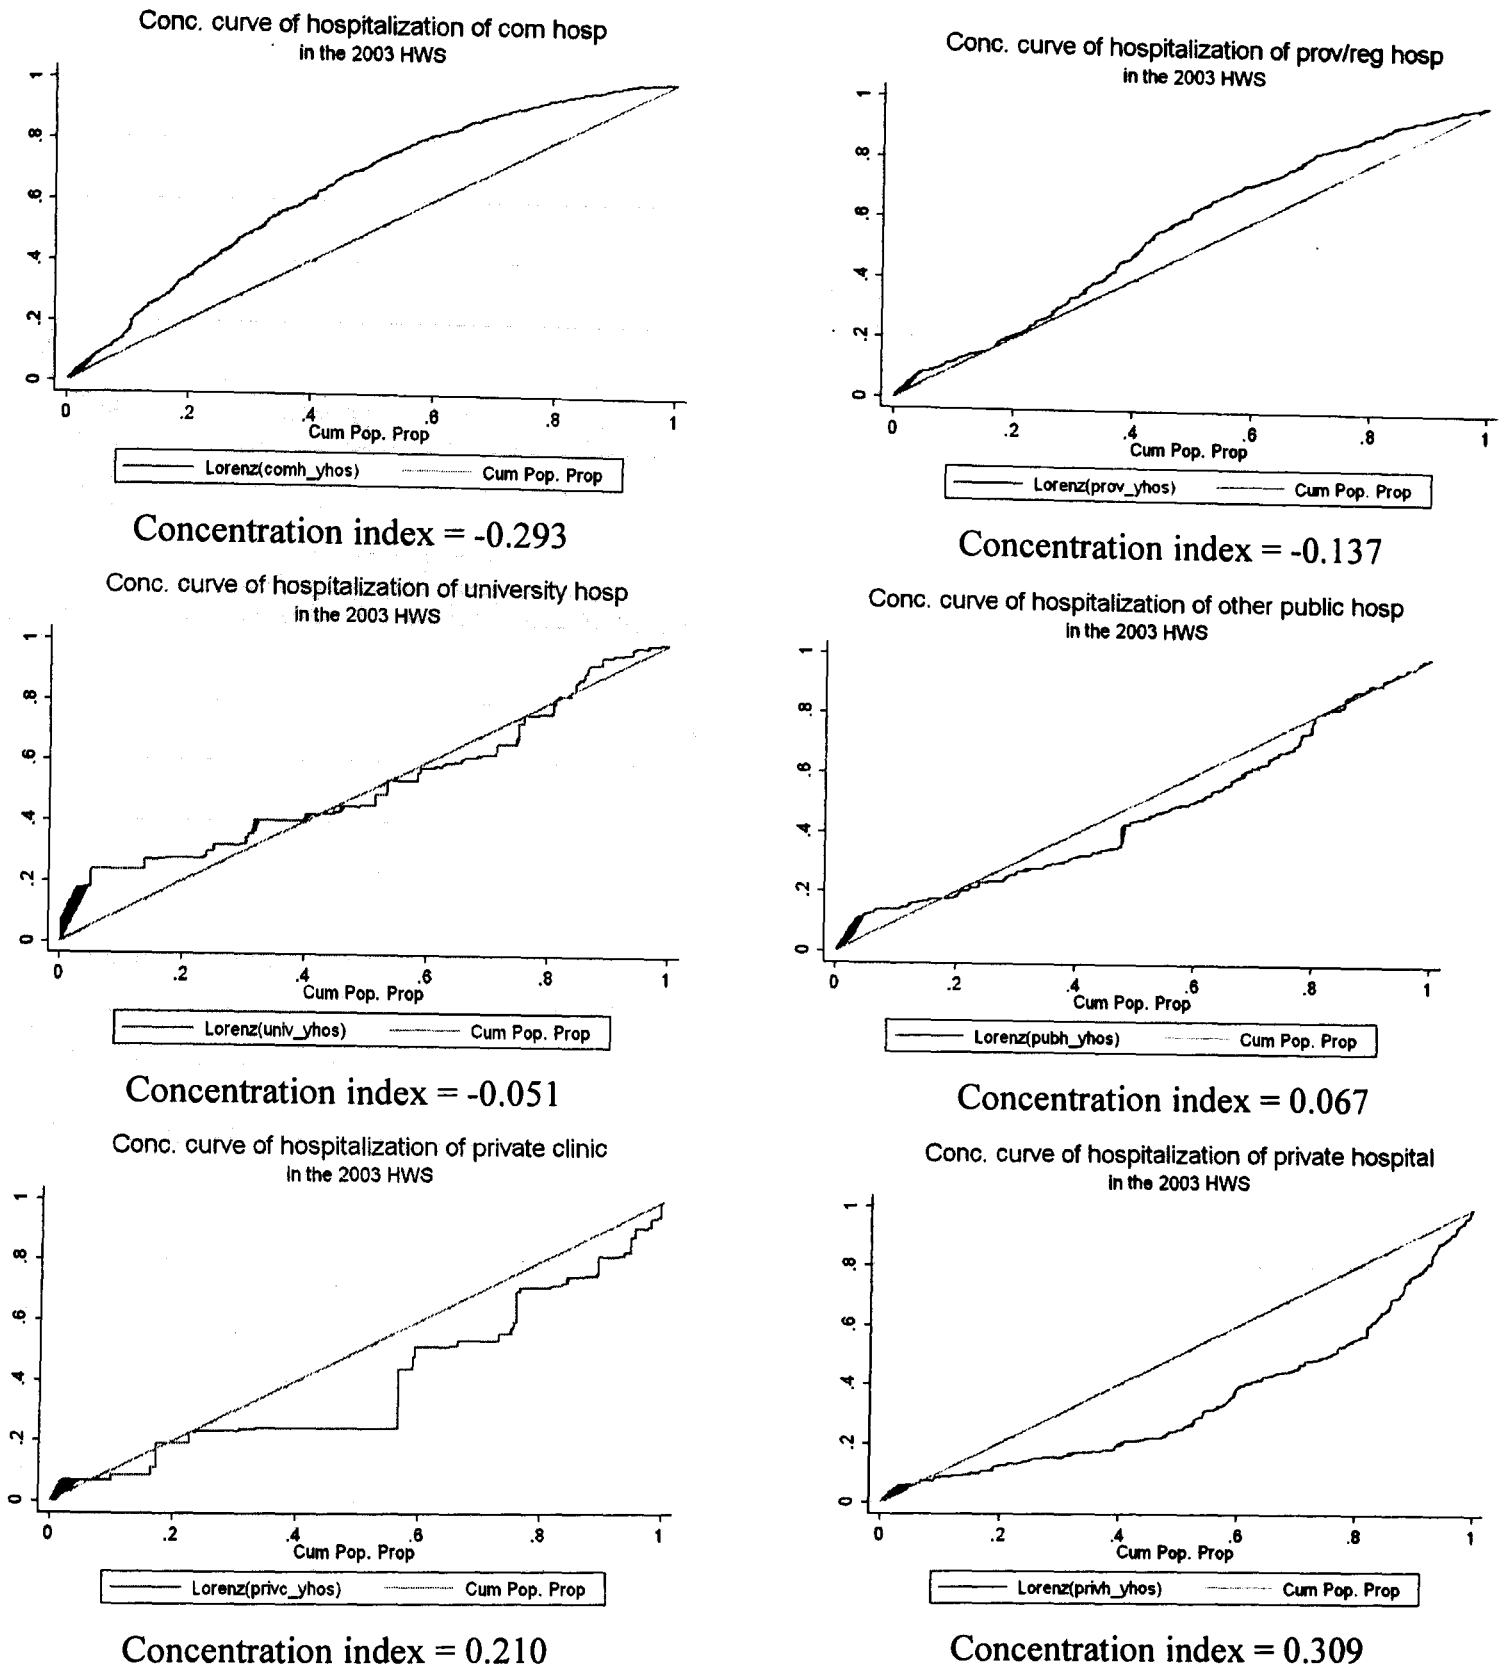 Conc. curve of hospitalization of com hosp
in the 2003 HWS
1
.8
.6
.4
.2
0
0 .2 .4 .6 .8 1
Cum Pop. Prop
Lorenz(comh_yhos) Cum Pop. Prop
Concentration index = -0.293
Conc. curve of hospitalization of prov/reg hosp
in the 2003 HWS
1
.8
.6
.4
.2
0
0 .2 .4 .6 .8 1
Cum Pop. Prop
Lorenz(prov_yhos) Cum Pop. Prop
Concentration index = -0.137
Conc. curve of hospitalization of university hosp
in the 2003 HWS
1
.8
.6
.4
.2
0
0 .2 .4 .6 .8 1
Cum Pop. Prop
Lorenz(univ_yhos) Cum Pop. Prop
Concentration index = -0.051
Conc. curve of hospitalization of other public hosp
in the 2003 HWS
1
.8
.6
.4
.2
0
0 .2 .4 .6 .8 1
Cum Pop. Prop
Lorenz(pubh_yhos) Cum Pop. Prop
Concentration index = 0.067
Conc. curve of hospitalization of private clinic
in the 2003 HWS
1
.8
.6
.4
.2
0
0 .2 .4 .6 .8 1
Cum Pop. Prop
Lorenz(privc_yhos) Cum Pop. Prop
Concentration index = 0.210
Conc. curve of hospitalization of private hospital
in the 2003 HWS
1
.8
.6
.4
.2
0
0 .2 .4 .6 .8 1
Cum Pop. Prop
Lorenz(privh_yhos) Cum Pop. Prop
Concentration index = 0.309